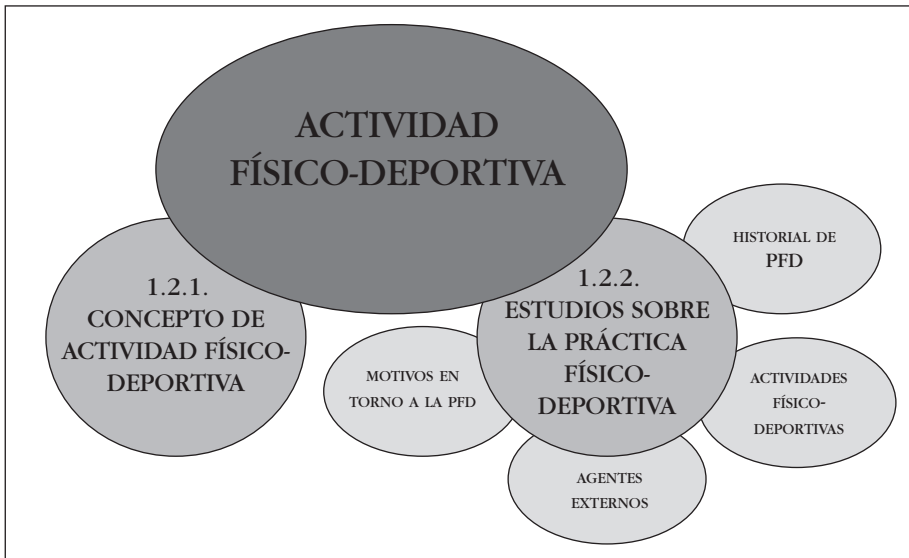 ACTIVIDAD
FÍSICO-DEPORTIVA
1.2.1.
CONCEPTO DE
ACTIVIDAD FÍSICO-
DEPORTIVA
1.2.2.
ESTUDIOS SOBRE
LA PRÁCTICA
FÍSICO-
DEPORTIVA
HISTORIAL DE
PFD
MOTIVOS EN
TORNO A LA PFD
ACTIVIDADES
FÍSICO-
DEPORTIVAS
AGENTES
EXTERNOS